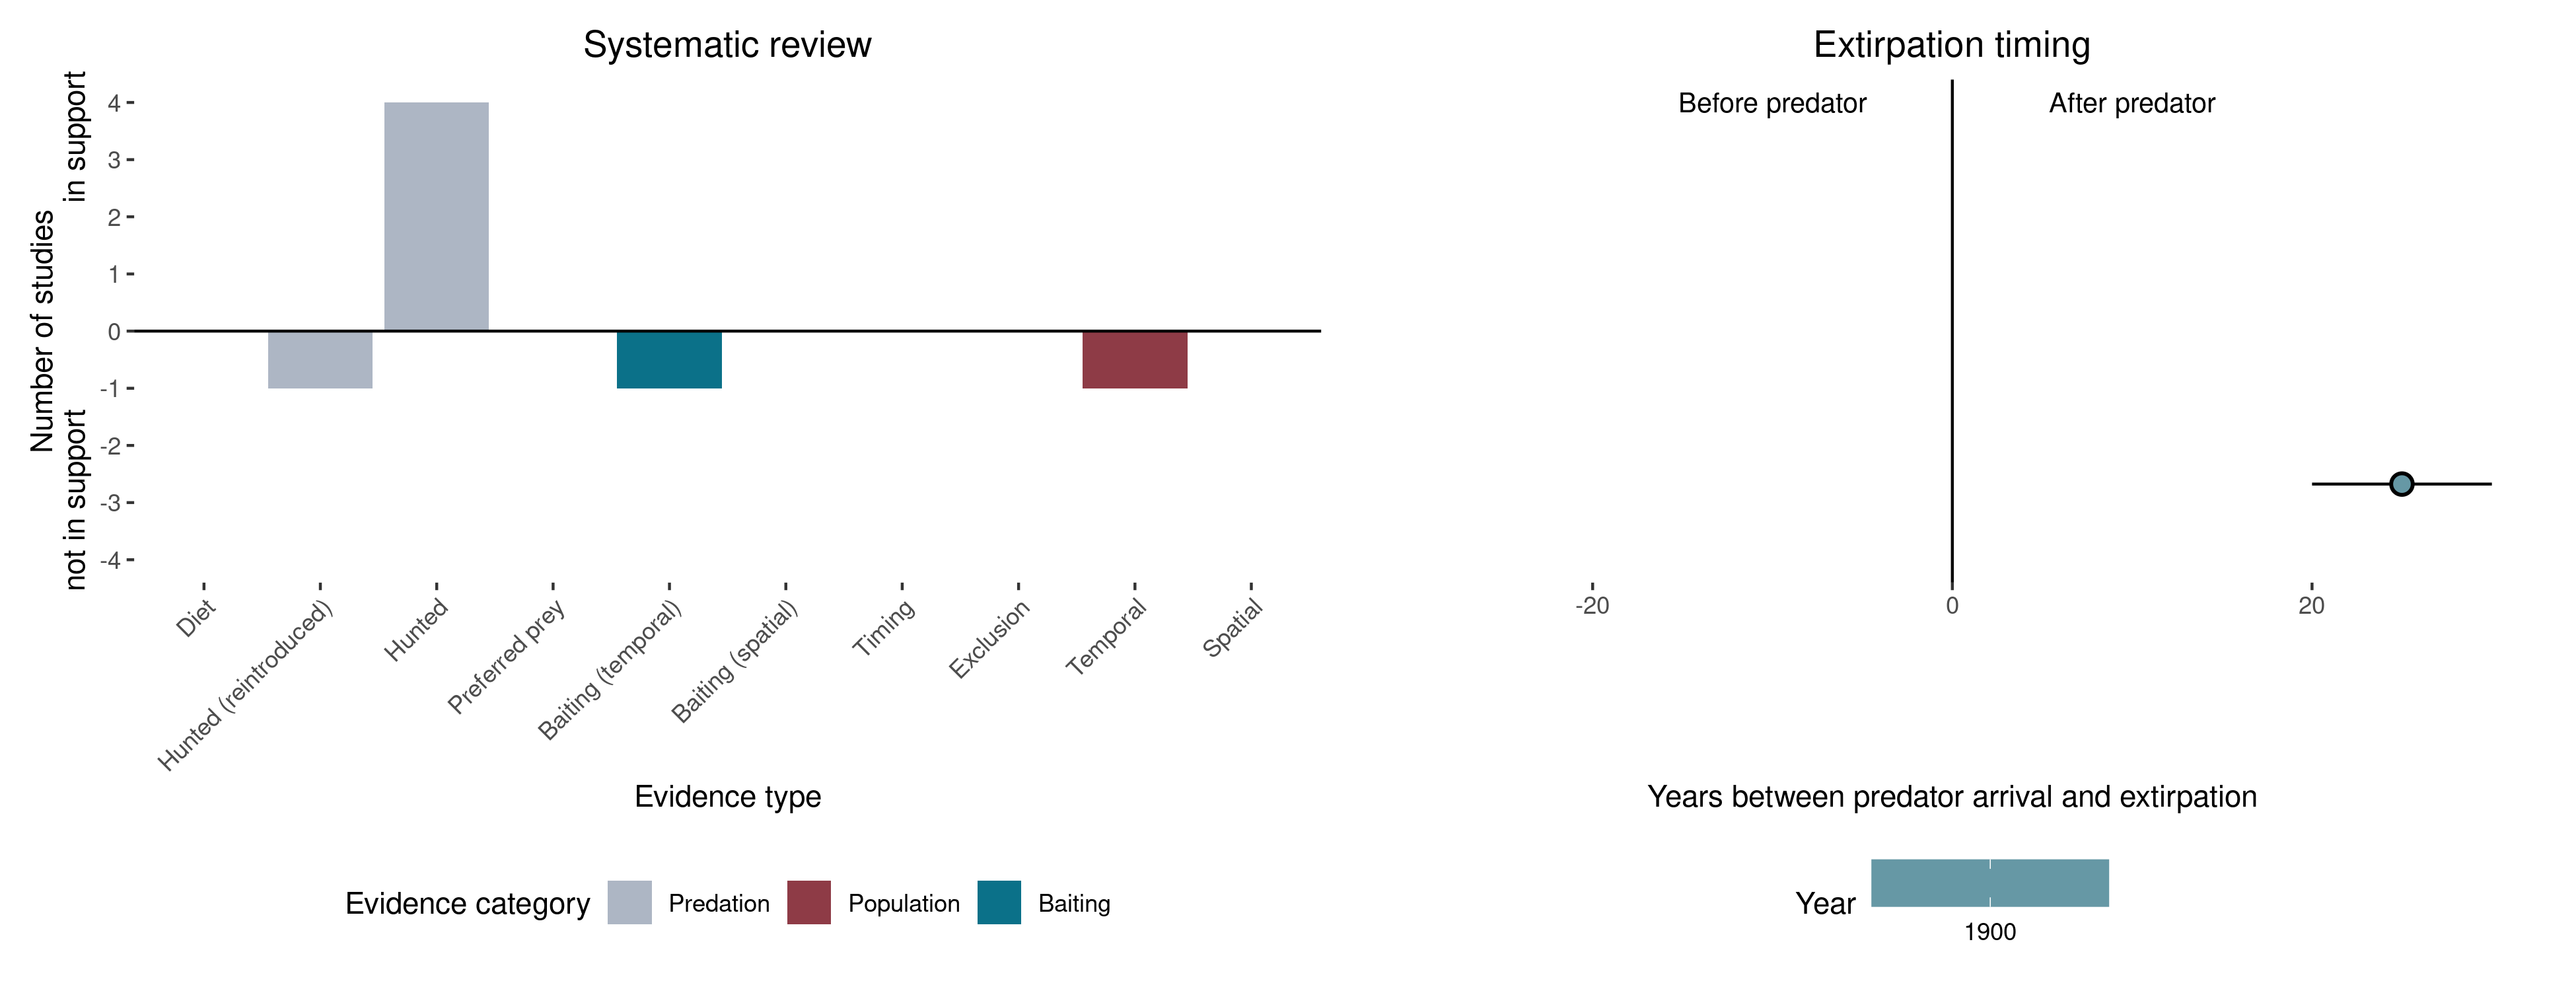 Systematic review
Number of studies
in support
not in support
4
3
2
1
0
-1
-2
-3
-4
Diet
Hunted (reintroduced)
Hunted
Preferred prey
Baiting (temporal)
Baiting (spatial)
Timing
Exclusion
Temporal
Spatial
Evidence type
Evidence category
Predation
Population
Baiting
Extirpation timing
Before predator
After predator
-20
0
20
Years between predator arrival and extirpation
Year
1900